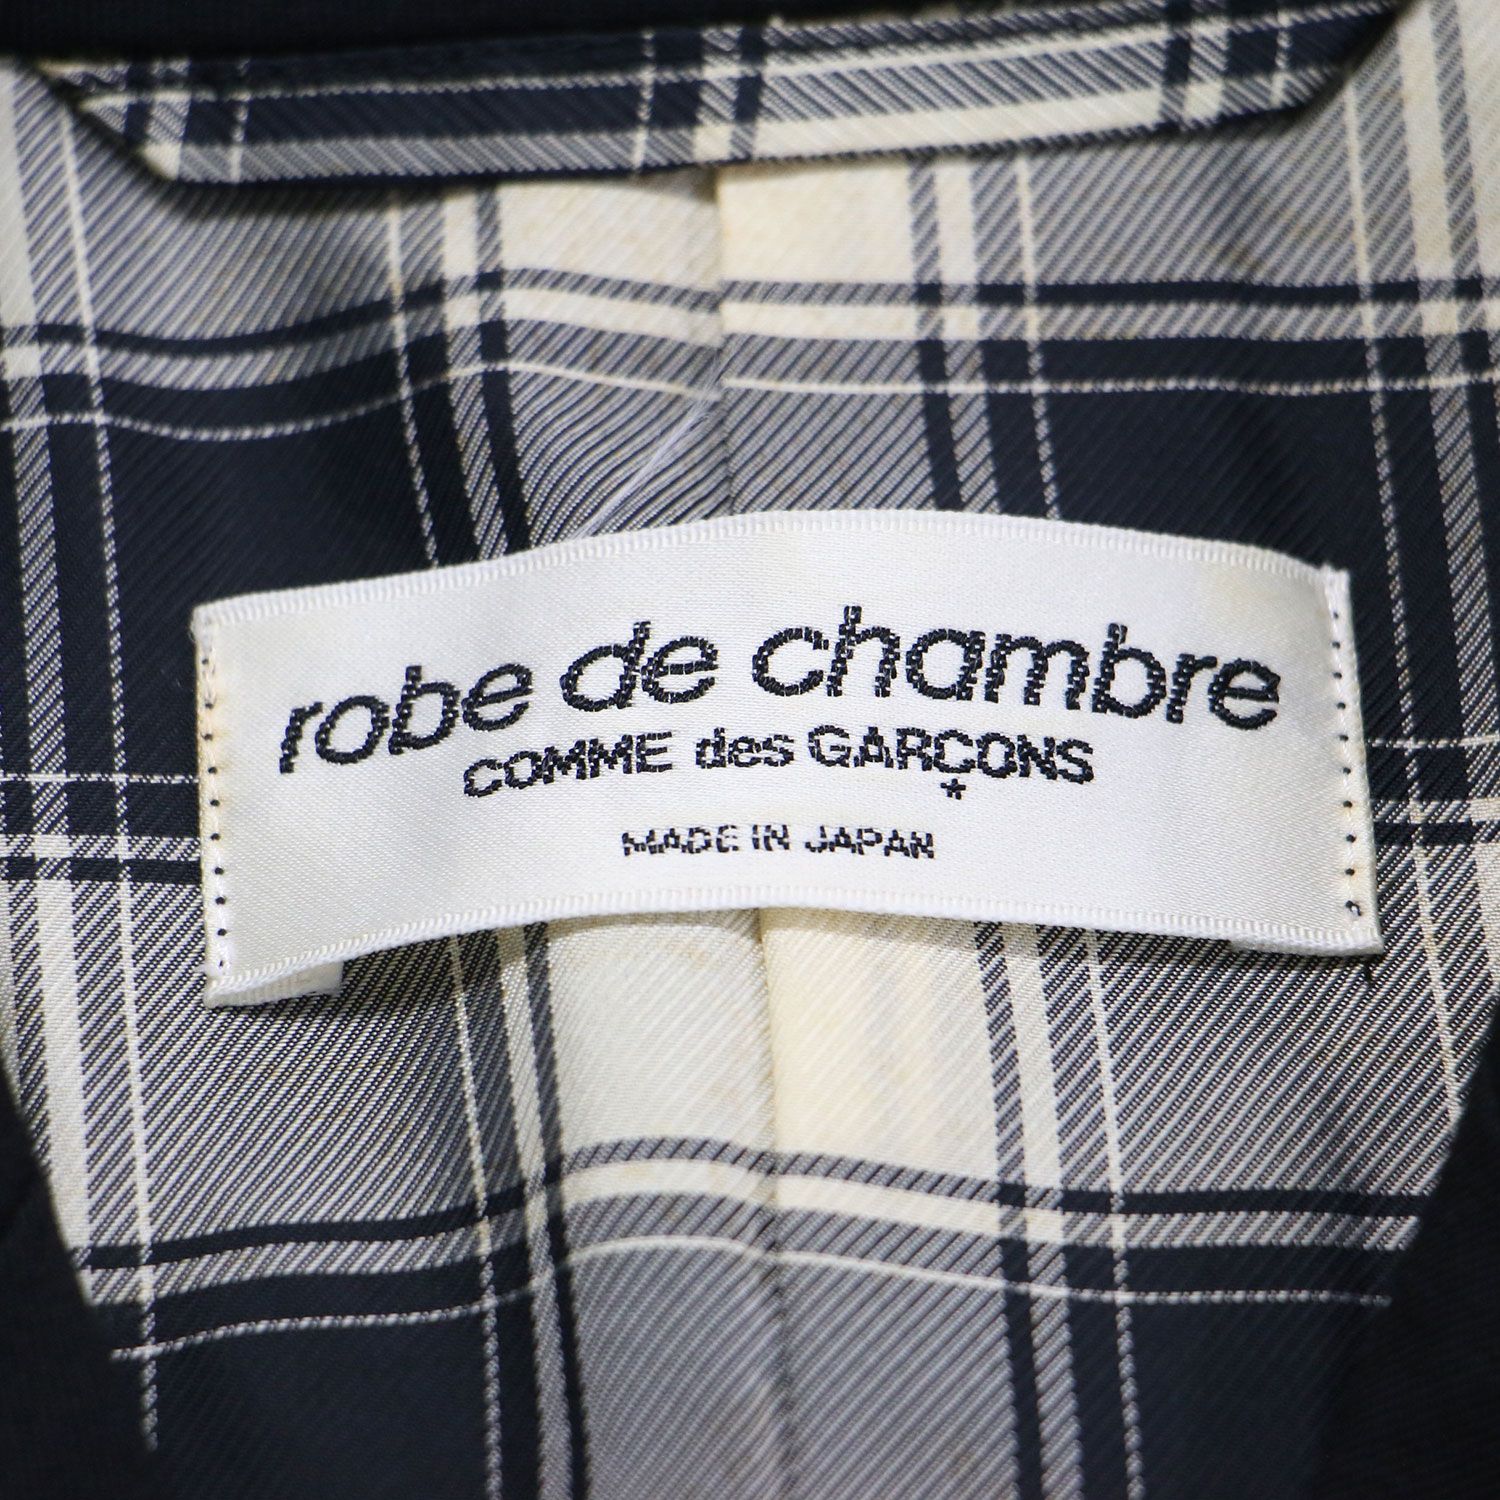 robe de chambre
COMME des GARÇONS
*
MADE IN JAPAN